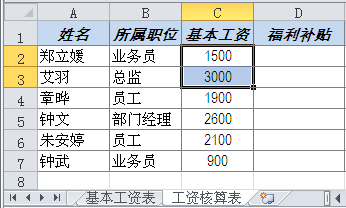 A B C D
1 姓名 所属职位 基本工资 福利补贴
2 郑立媛 业务员 1500
3 艾羽 总监 3000
4 章晔 员工 1900
5 钟文 部门经理 2600
6 朱安婷 员工 2100
7 钟武 业务员 900
8
基本工资表 工资核算表